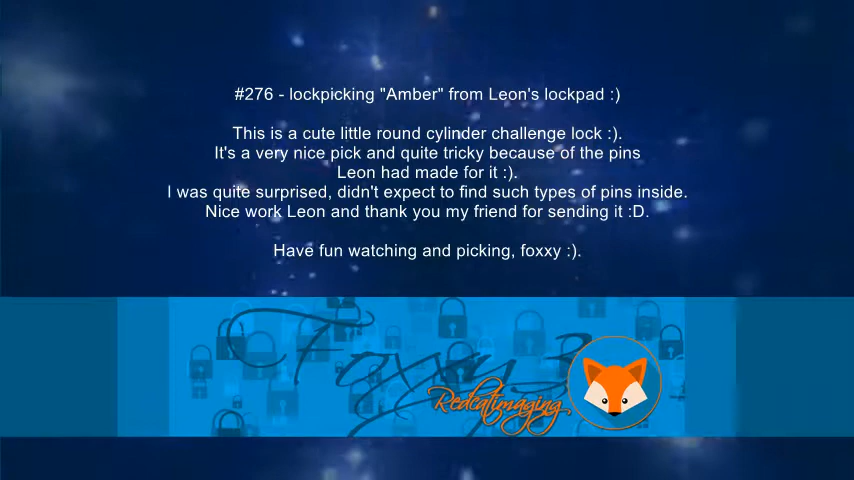 #276 - lockpicking "Amber" from Leon's lockpad :)
This is a cute little round cylinder challenge lock :).
It's a very nice pick and quite tricky because of the pins
Leon had made for it :).
I was quite surprised, didn't expect to find such types of pins inside.
Nice work Leon and thank you my friend for sending it :D.
Have fun watching and picking, foxxy :).
Foxxy3
Redcatimaging